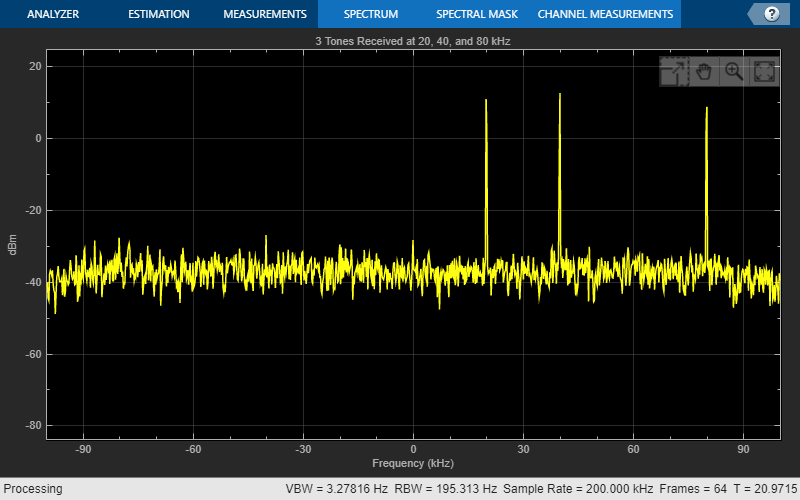 ANALYZER ESTIMATION MEASUREMENTS SPECTRUM SPECTRAL MASK CHANNEL MEASUREMENTS ?
3 Tones Received at 20, 40, and 80 kHz
20
0
-20
-40
-60
-80
dBm
-90 -60 -30 0 30 60 90
Frequency (kHz)
Processing VBW = 3.27816 Hz RBW = 195.313 Hz Sample Rate = 200.000 kHz Frames = 64 T = 20.9715